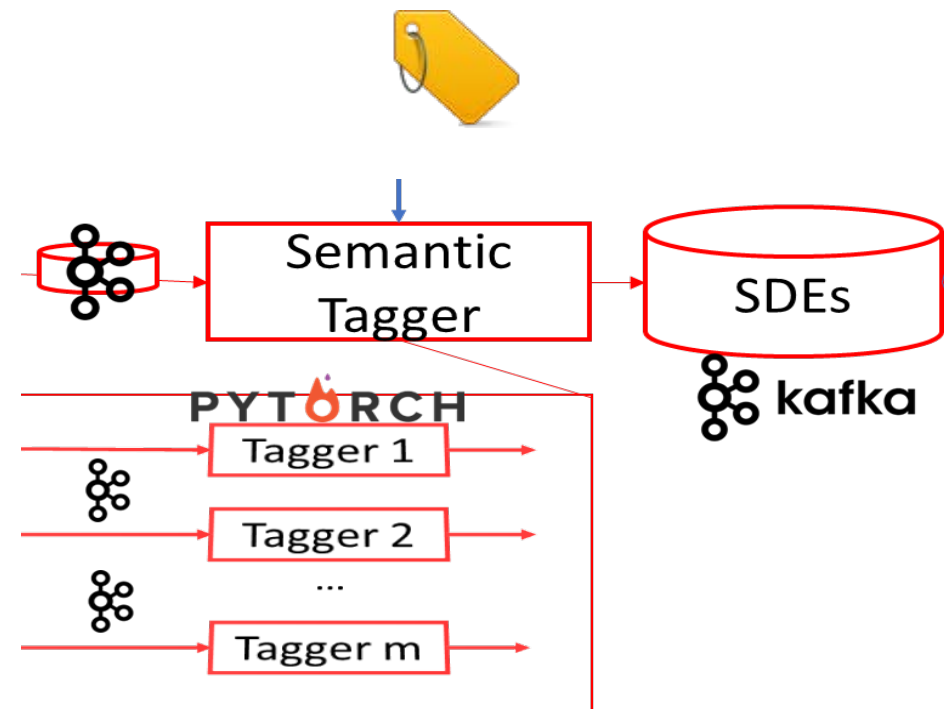 Semantic
Tagger
SDEs
kafka
PYTORCH
Tagger 1
Tagger 2
...
Tagger m